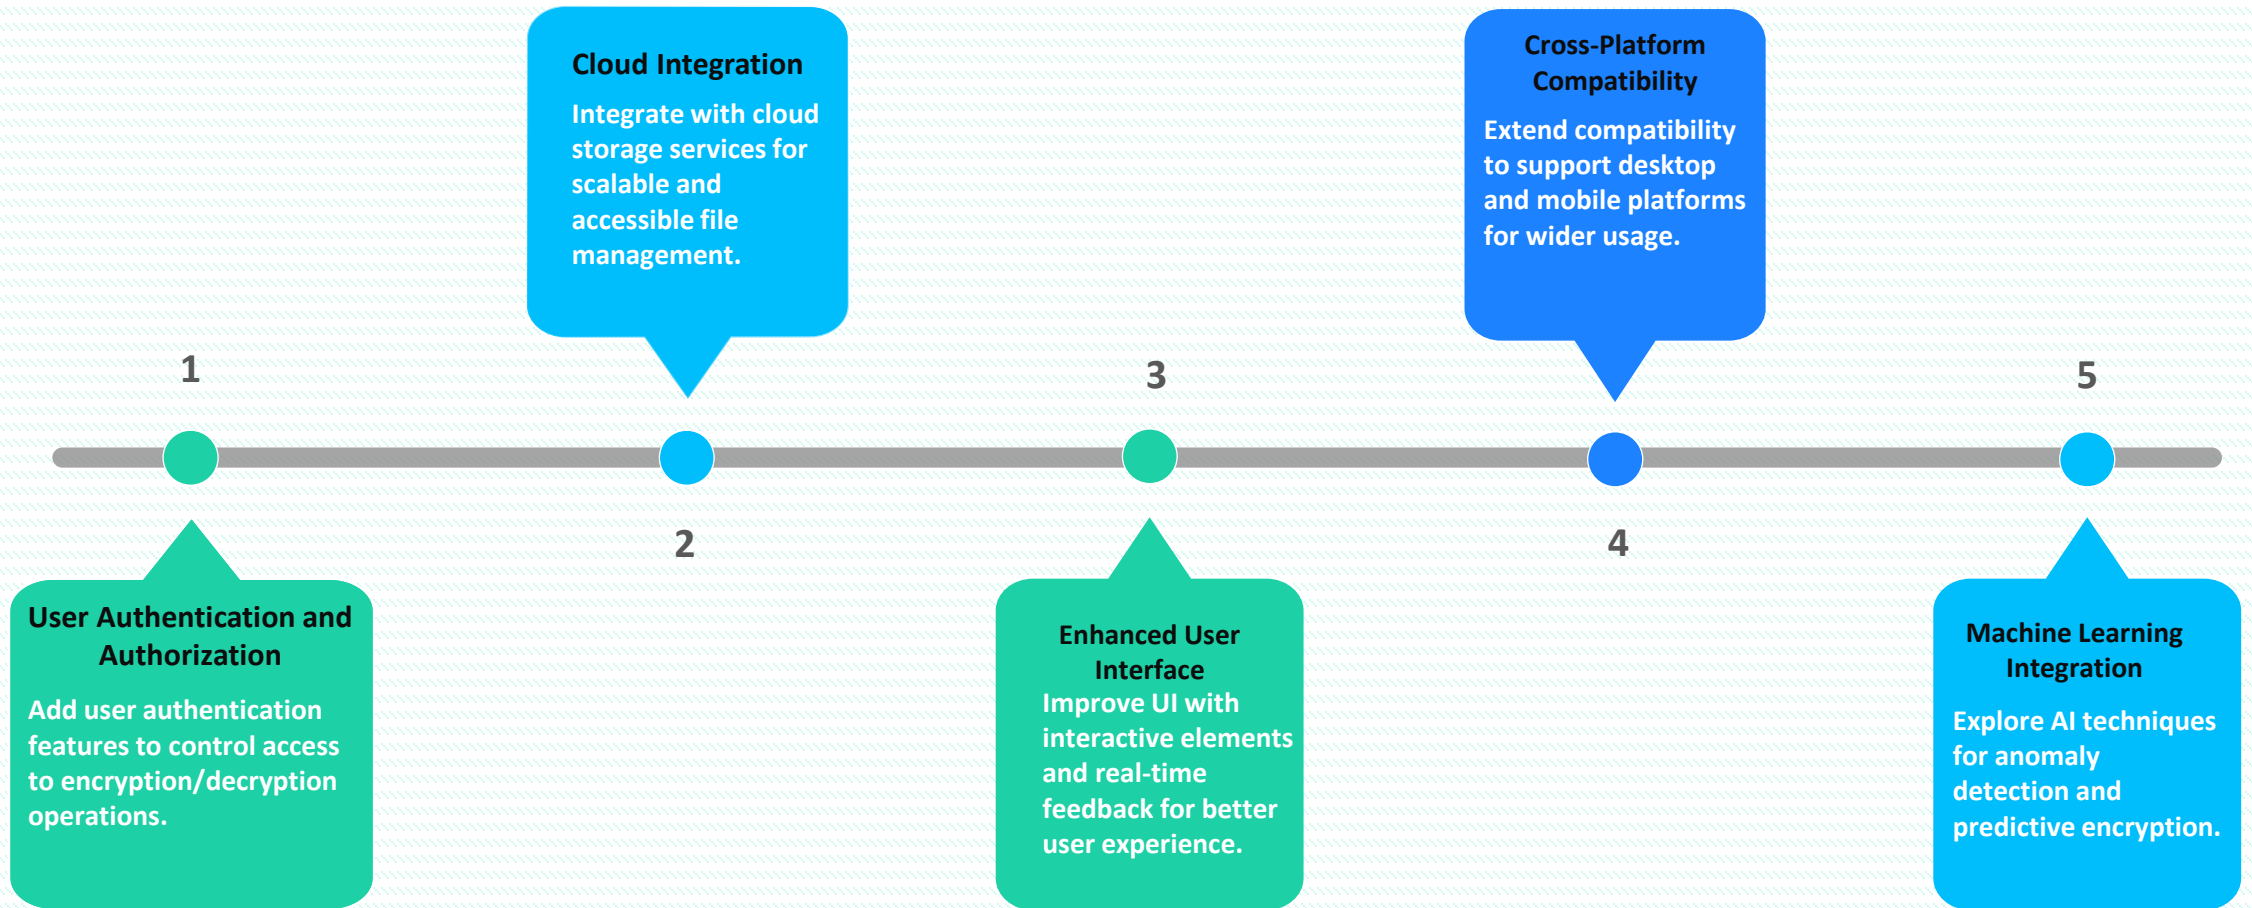 1
User Authentication and
Authorization
Add user authentication
features to control access
to encryption/decryption
operations.
Cloud Integration
Integrate with cloud
storage services for
scalable and
accessible file
management.
2
3
Enhanced User
Interface
Improve UI with
interactive elements
and real-time
feedback for better
user experience.
Cross-Platform
Compatibility
Extend compatibility
to support desktop
and mobile platforms
for wider usage.
4
5
Machine Learning
Integration
Explore AI techniques
for anomaly
detection and
predictive encryption.